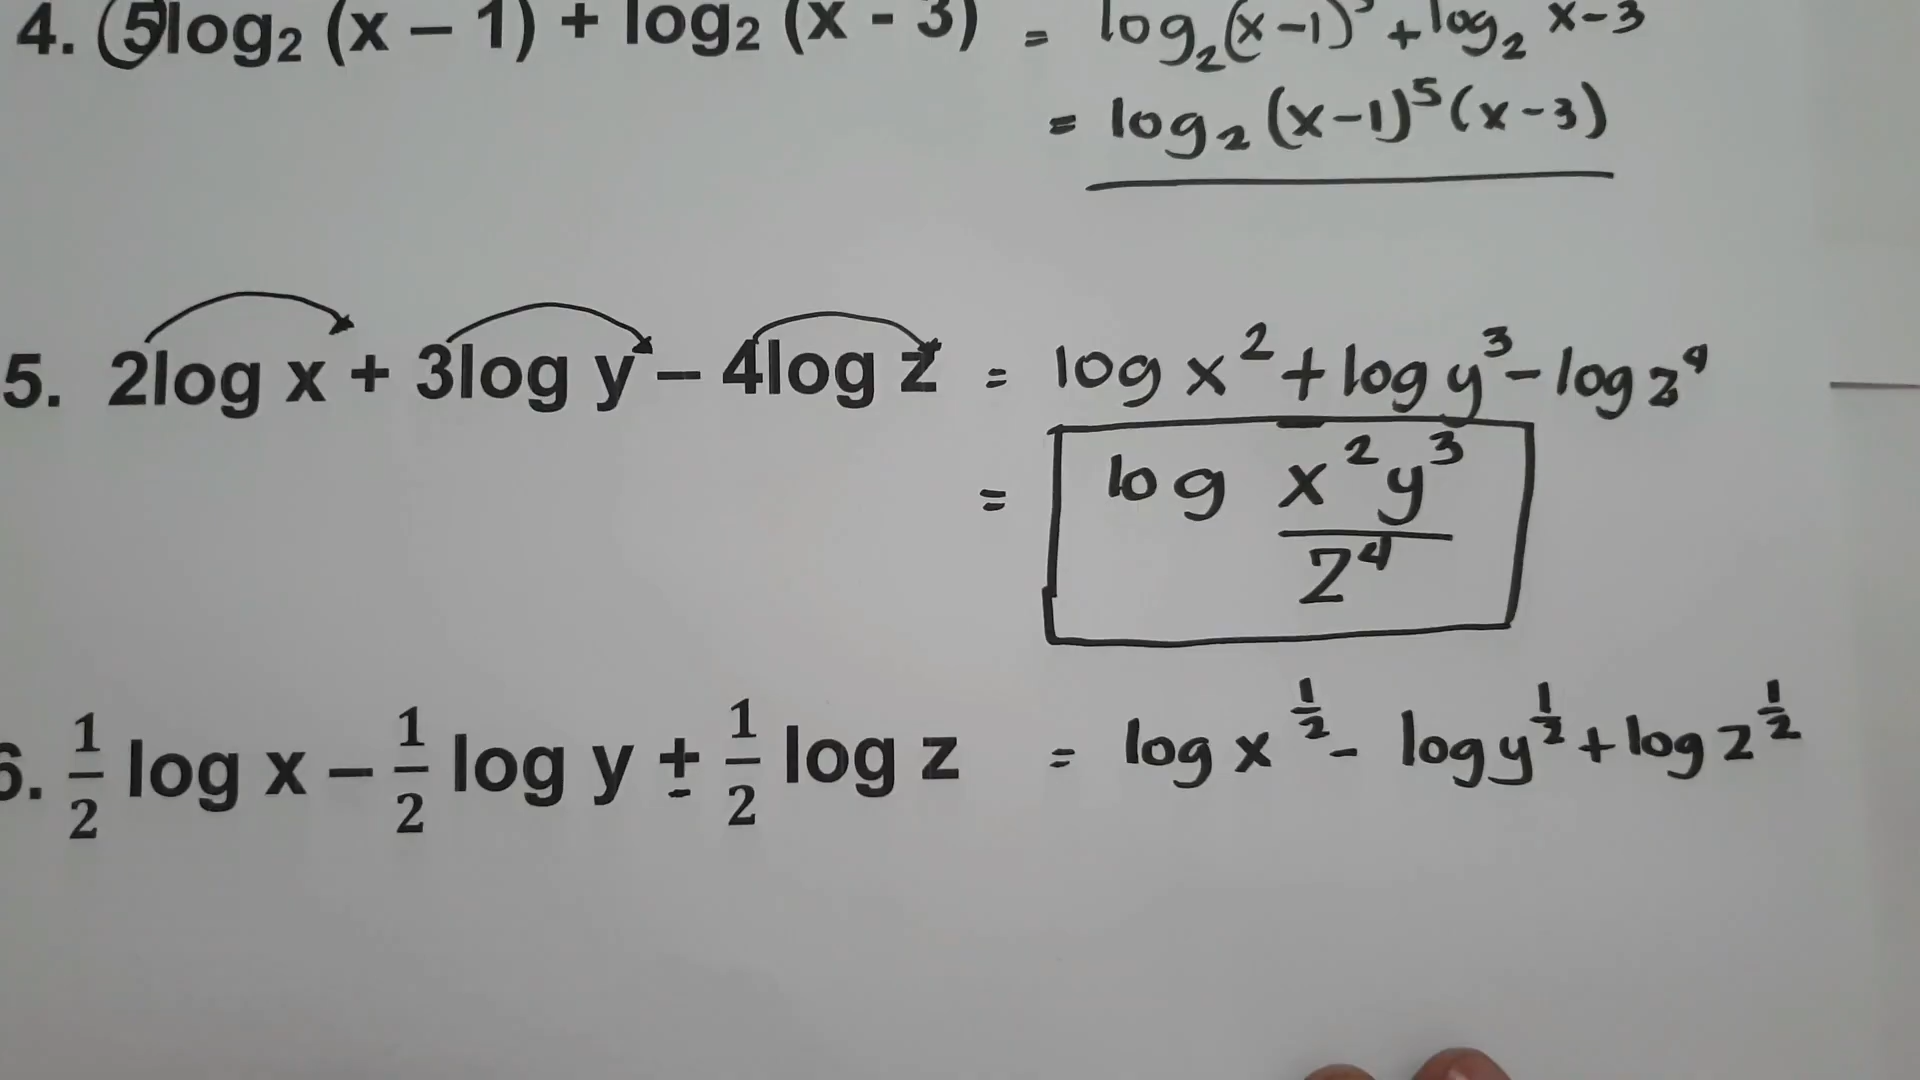 4. 5log₂ (x – 1) + log₂ (x - 3) = log₂(x-1)⁵ + log₂ x-3
= log₂ (x-1)⁵(x-3)
5. 2log x + 3log y – 4log z = log x² + log y³ - log z⁴
= log x²y³/z⁴
6. 1/2 log x – 1/2 log y ± 1/2 log z = log x^1/2 - log y^1/2 + log z^1/2